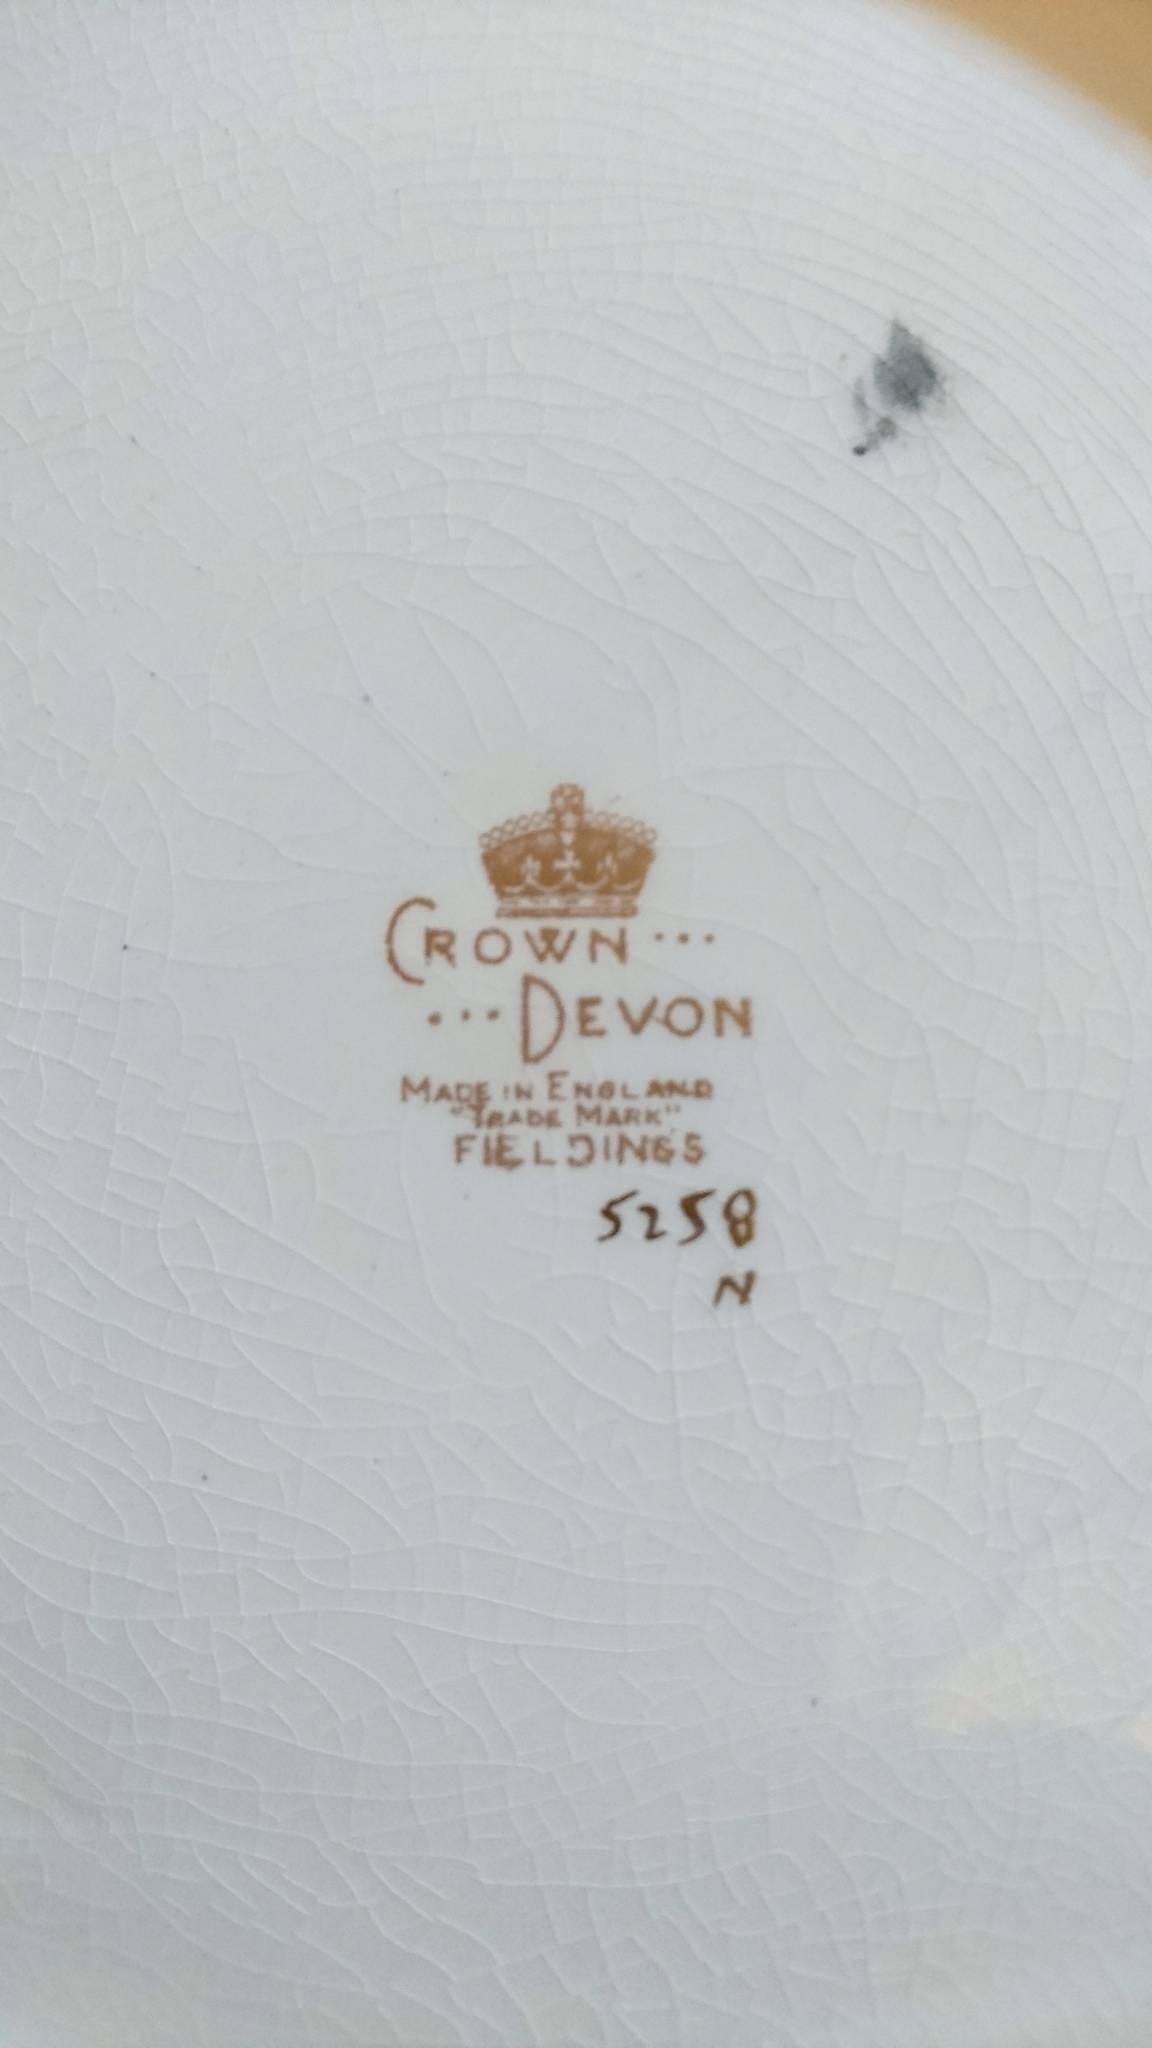 CROWN ...
... DEVON
MADE IN ENGLAND
"TRADE MARK"
FIELDINGS
5258
N